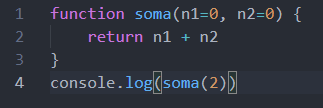 1 function soma(n1=0, n2=0) {
2     return n1 + n2
3 }
4 console.log(soma(2))